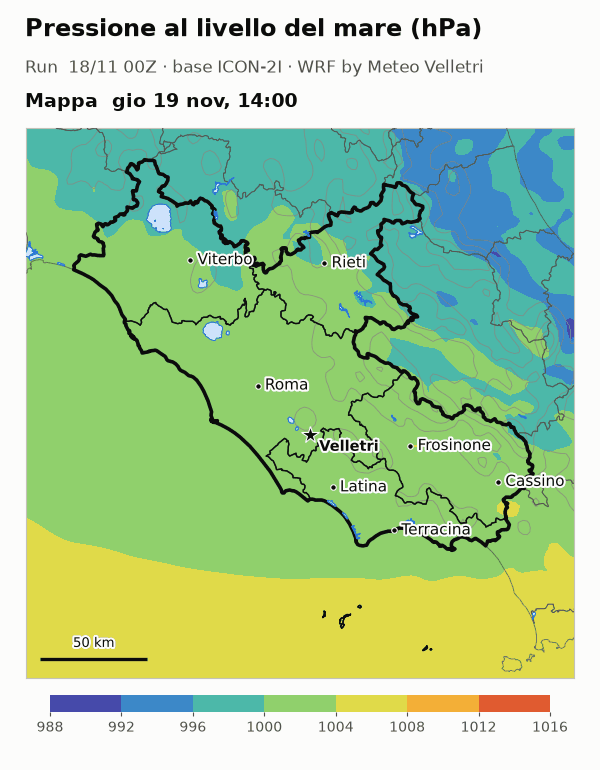 Pressione al livello del mare (hPa)
Run  18/11 00Z · base ICON-2I · WRF by Meteo Velletri
Mappa  gio 19 nov, 14:00
Viterbo
Rieti
Roma
Velletri
Frosinone
Latina
Cassino
Terracina
50 km
988 992 996 1000 1004 1008 1012 1016